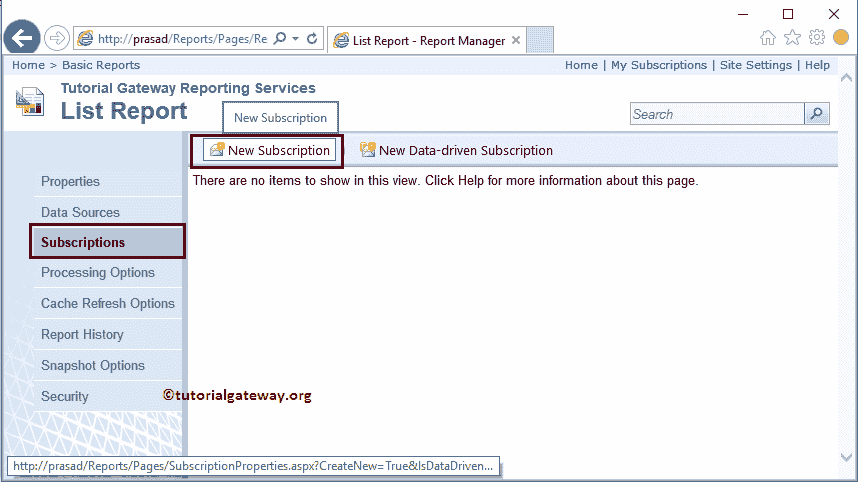 http://prasad/Reports/Pages/Re
List Report - Report Manager
Home > Basic Reports
Home | My Subscriptions | Site Settings | Help
Tutorial Gateway Reporting Services
List Report
New Subscription
Search
New Subscription
New Data-driven Subscription
There are no items to show in this view. Click Help for more information about this page.
Properties
Data Sources
Subscriptions
Processing Options
Cache Refresh Options
Report History
Snapshot Options
Security
©tutorialgateway.org
http://prasad/Reports/Pages/SubscriptionProperties.aspx?CreateNew=True&IsDataDriven...